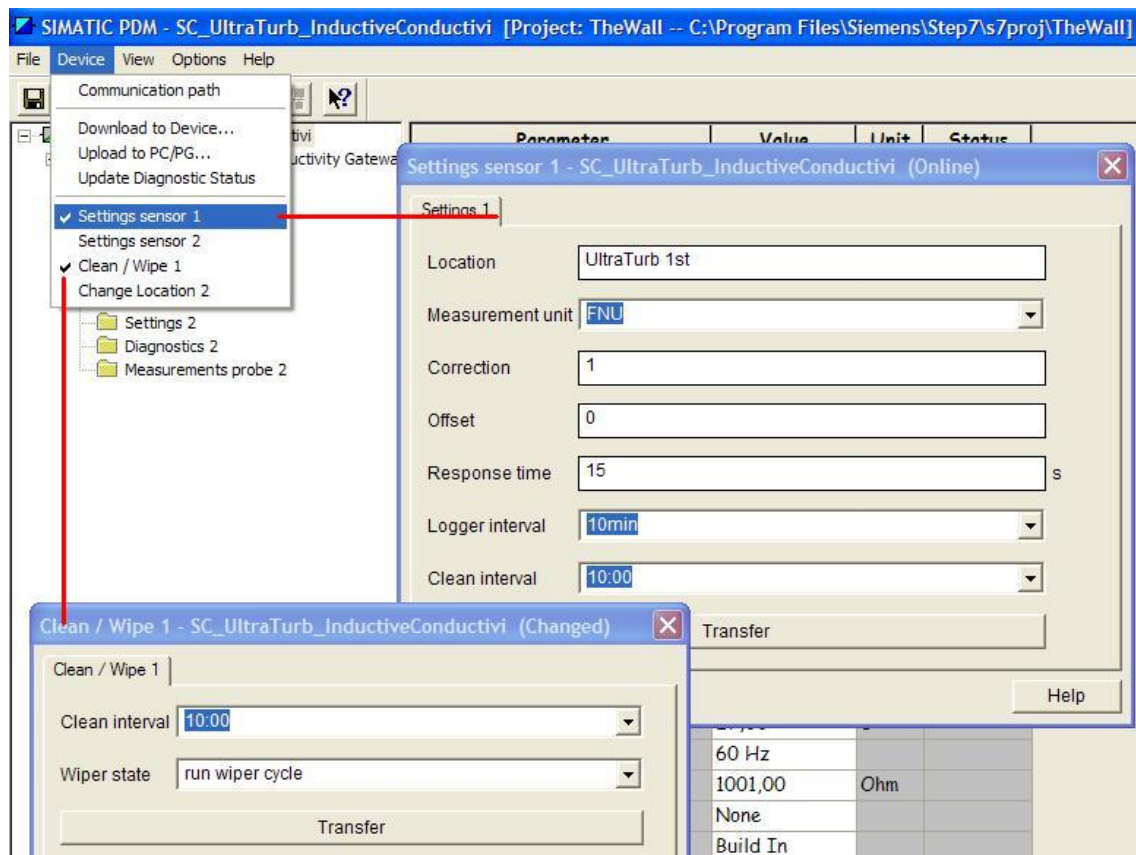 SIMATIC PDM - SC_UltraTurb_InductiveConductivi [Project: TheWall -- C:\Program Files\Siemens\Step7\s7proj\TheWall]
File Device View Options Help
Communication path
Download to Device...
Upload to PC/PG...
Update Diagnostic Status
Settings sensor 1
Settings sensor 2
Clean / Wipe 1
Change Location 2
tivi
uctivity Gatewa
Settings 2
Diagnostics 2
Measurements probe 2
Parameter Value Unit Status
Settings sensor 1 - SC_UltraTurb_InductiveConductivi (Online)
Settings 1
Location UltraTurb 1st
Measurement unit FNU
Correction 1
Offset 0
Response time 15 s
Logger interval 10min
Clean interval 10:00
Transfer
Help
Clean / Wipe 1 - SC_UltraTurb_InductiveConductivi (Changed)
Clean / Wipe 1
Clean interval 10:00
Wiper state run wiper cycle
Transfer
60 Hz
1001,00 Ohm
None
Build In